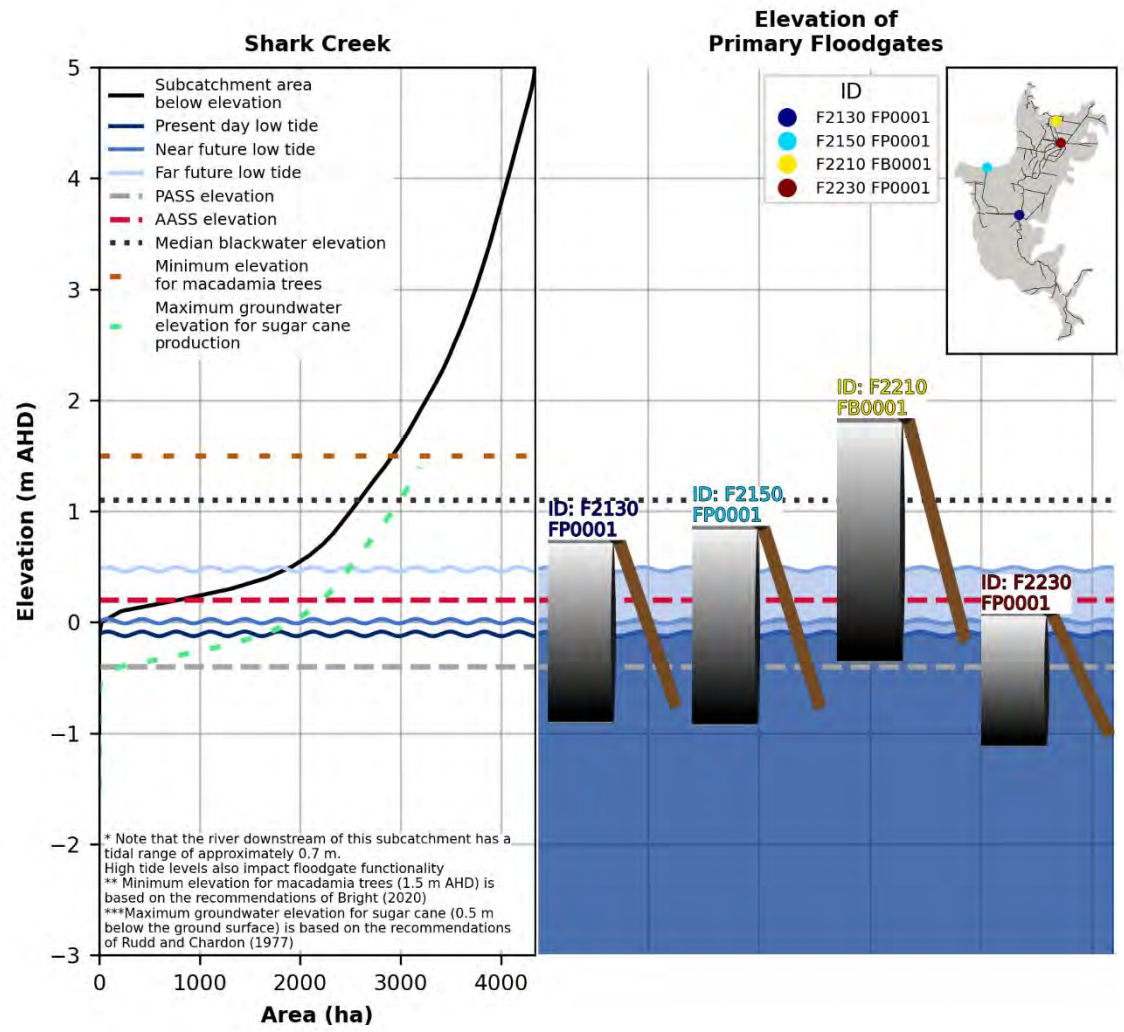 Shark Creek
Elevation of
Primary Floodgates
Elevation (m AHD)
5
4
3
2
1
0
−1
−2
−3
Subcatchment area
below elevation
Present day low tide
Near future low tide
Far future low tide
PASS elevation
AASS elevation
Median blackwater elevation
Minimum elevation
for macadamia trees
Maximum groundwater
elevation for sugar cane
production
* Note that the river downstream of this subcatchment has a
tidal range of approximately 0.7 m.
High tide levels also impact floodgate functionality
** Minimum elevation for macadamia trees (1.5 m AHD) is
based on the recommendations of Bright (2020)
***Maximum groundwater elevation for sugar cane (0.5 m
below the ground surface) is based on the recommendations
of Rudd and Chardon (1977)
0
1000
2000
3000
4000
Area (ha)
ID
F2130 FP0001
F2150 FP0001
F2210 FB0001
F2230 FP0001
ID: F2130
FP0001
ID: F2150
FP0001
ID: F2210
FB0001
ID: F2230
FP0001